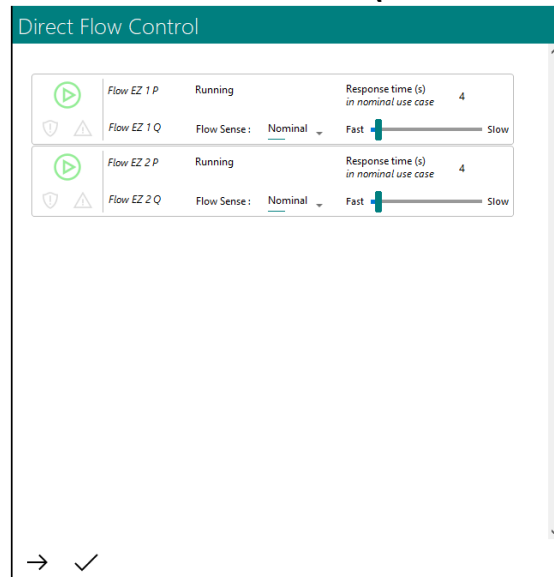 Direct Flow Control
Flow EZ 1 P Running Response time (s) 4
in nominal use case
Flow EZ 1 Q Flow Sense : Nominal Fast Slow
Flow EZ 2 P Running Response time (s) 4
in nominal use case
Flow EZ 2 Q Flow Sense : Nominal Fast Slow